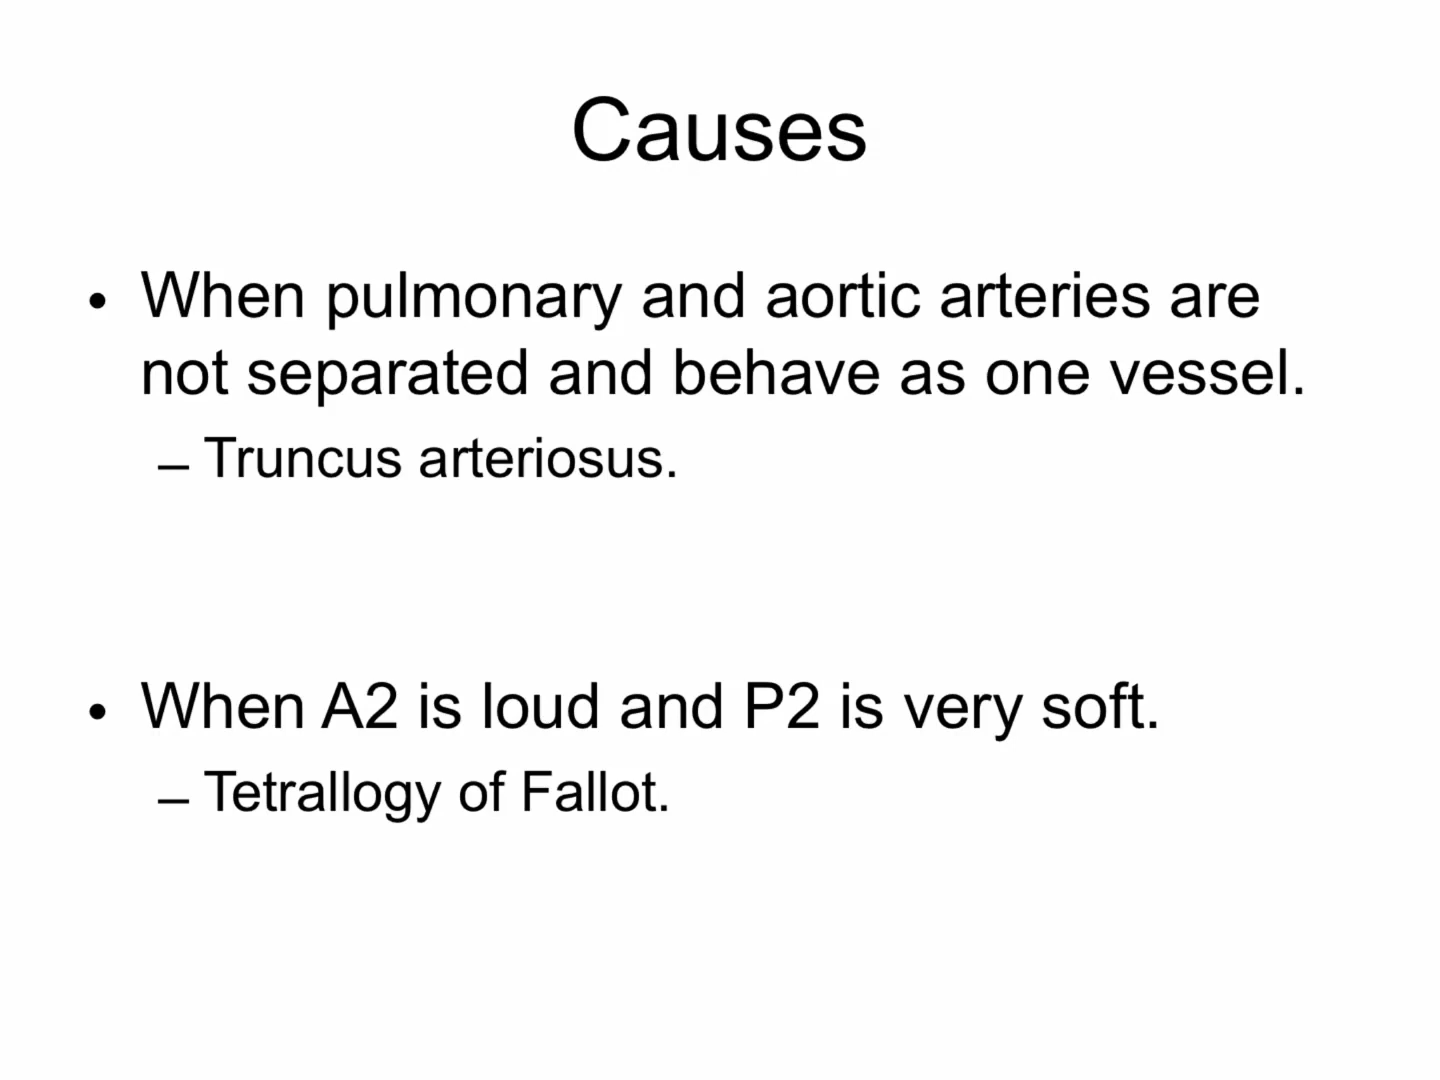 Causes
• When pulmonary and aortic arteries are
not separated and behave as one vessel.
– Truncus arteriosus.
• When A2 is loud and P2 is very soft.
– Tetrallogy of Fallot.